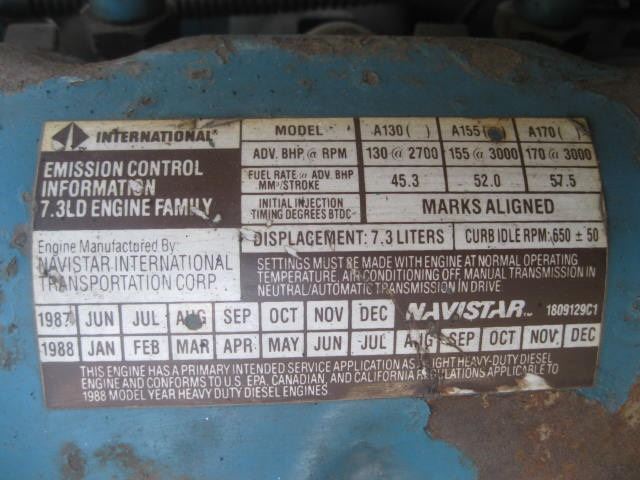 INTERNATIONAL®
EMISSION CONTROL
INFORMATION
7.3LD ENGINE FAMILY
Engine Manufactured By:
NAVISTAR INTERNATIONAL
TRANSPORTATION CORP.
MODEL A130 ( ) A155 ( ) A170 ( )
ADV. BHP @ RPM 130 @ 2700 155 @ 3000 170 @ 3000
FUEL RATE @ ADV. BHP
MM³/STROKE 45.3 52.0 57.5
INITIAL INJECTION
TIMING DEGREES BTDC MARKS ALIGNED
DISPLACEMENT: 7.3 LITERS CURB IDLE RPM: 650 ± 50
SETTINGS MUST BE MADE WITH ENGINE AT NORMAL OPERATING
TEMPERATURE, AIR CONDITIONING OFF, MANUAL TRANSMISSION IN
NEUTRAL/AUTOMATIC TRANSMISSION IN DRIVE
1987 JUN JUL AUG SEP OCT NOV DEC NAVISTAR™ 1809129C1
1988 JAN FEB MAR APR MAY JUN JUL AUG SEP OCT NOV DEC
THIS ENGINE HAS A PRIMARY INTENDED SERVICE APPLICATION AS LIGHT HEAVY-DUTY DIESEL
ENGINE AND CONFORMS TO U.S. EPA, CANADIAN, AND CALIFORNIA REGULATIONS APPLICABLE TO
1988 MODEL YEAR HEAVY DUTY DIESEL ENGINES.